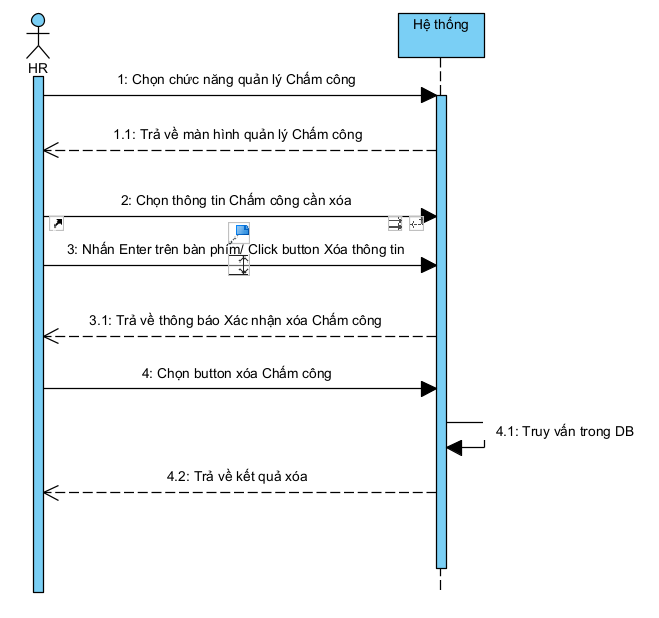 Hệ thống
HR
1: Chọn chức năng quản lý Chấm công
1.1: Trả về màn hình quản lý Chấm công
2: Chọn thông tin Chấm công cần xóa
3: Nhấn Enter trên bàn phím/ Click button Xóa thông tin
3.1: Trả về thông báo Xác nhận xóa Chấm công
4: Chọn button xóa Chấm công
4.1: Truy vấn trong DB
4.2: Trả về kết quả xóa